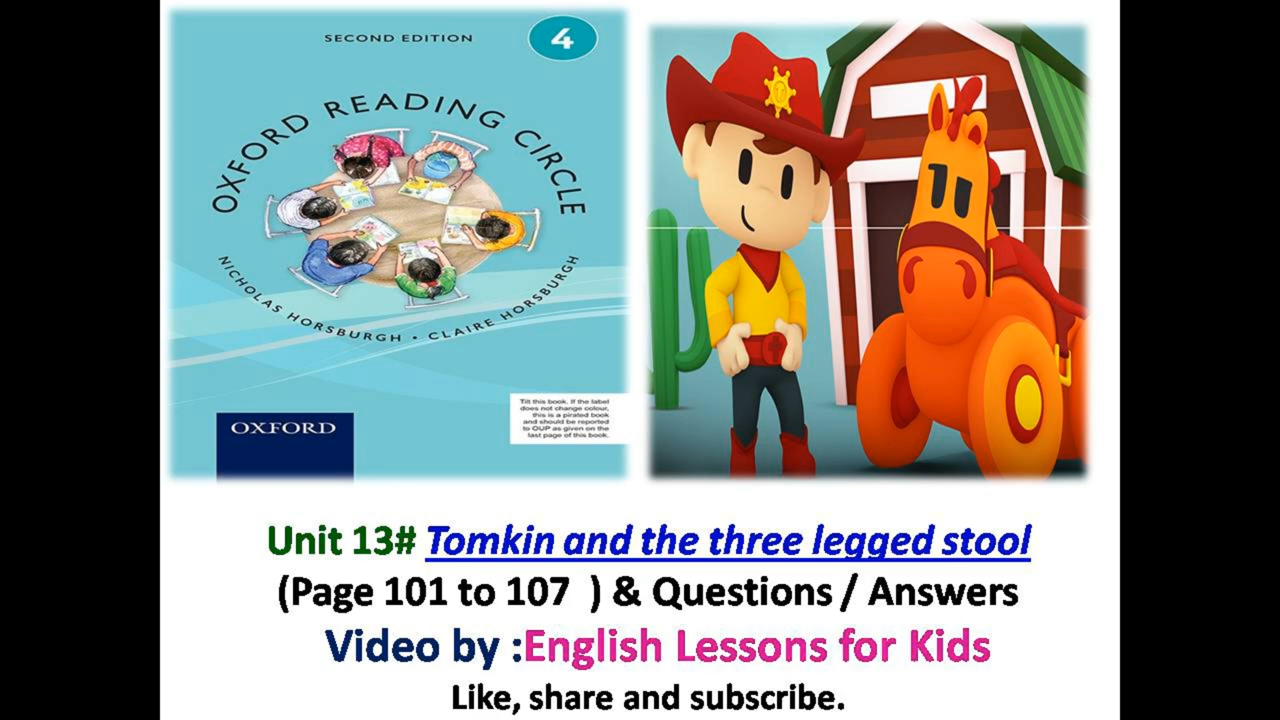 SECOND EDITION
4
OXFORD READING CIRCLE
NICHOLAS HORSBURGH • CLAIRE HORSBURGH
Tilt this book. If the label
does not change colour,
this is a pirated book
and should be reported
to OUP as given on the
last page of this book.
OXFORD
Unit 13# Tomkin and the three legged stool
(Page 101 to 107 ) & Questions / Answers
Video by :English Lessons for Kids
Like, share and subscribe.